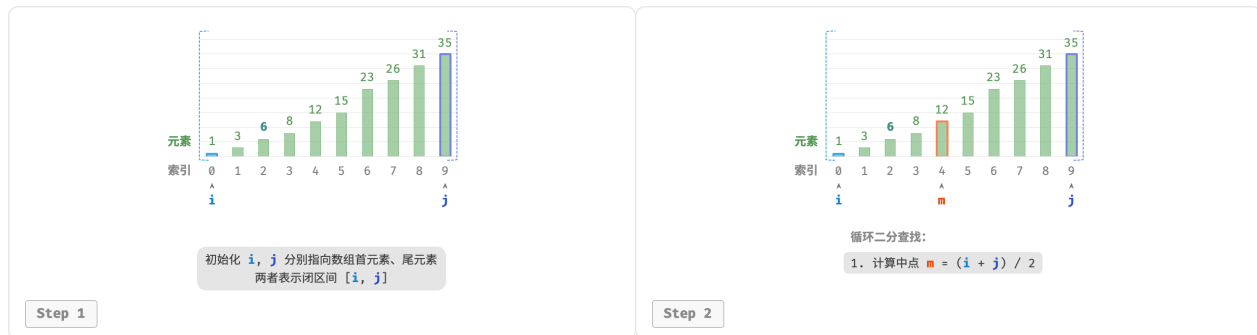 35
31
26
23
15
12
8
6
3
元素 1
索引 0 1 2 3 4 5 6 7 8 9
i j
初始化 i, j 分别指向数组首元素、尾元素
两者表示闭区间 [i, j]
Step 1
35
31
26
23
15
12
8
6
3
元素 1
索引 0 1 2 3 4 5 6 7 8 9
i m j
循环二分查找：
1. 计算中点 m = (i + j) / 2
Step 2